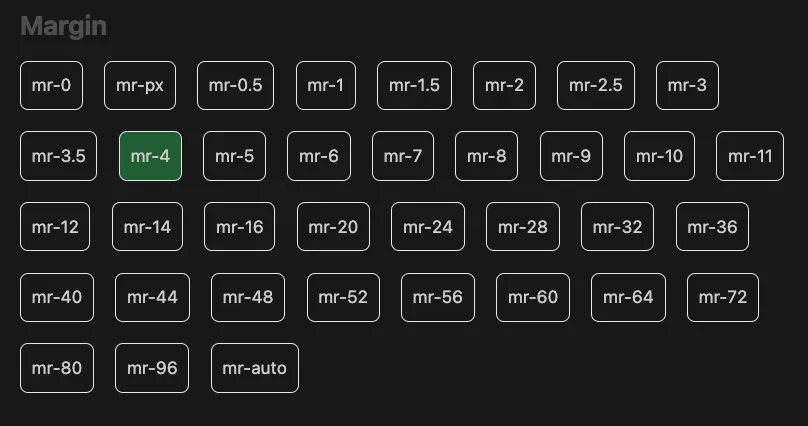 Margin
mr-0 mr-px mr-0.5 mr-1 mr-1.5 mr-2 mr-2.5 mr-3
mr-3.5 mr-4 mr-5 mr-6 mr-7 mr-8 mr-9 mr-10 mr-11
mr-12 mr-14 mr-16 mr-20 mr-24 mr-28 mr-32 mr-36
mr-40 mr-44 mr-48 mr-52 mr-56 mr-60 mr-64 mr-72
mr-80 mr-96 mr-auto